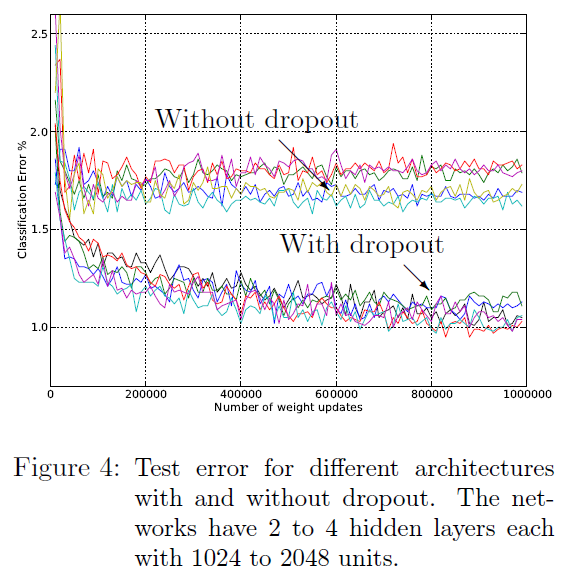 2.5
2.0
1.5
1.0
Classification Error %
Without dropout
With dropout
0 200000 400000 600000 800000 1000000
Number of weight updates
Figure 4: Test error for different architectures
with and without dropout. The net-
works have 2 to 4 hidden layers each
with 1024 to 2048 units.